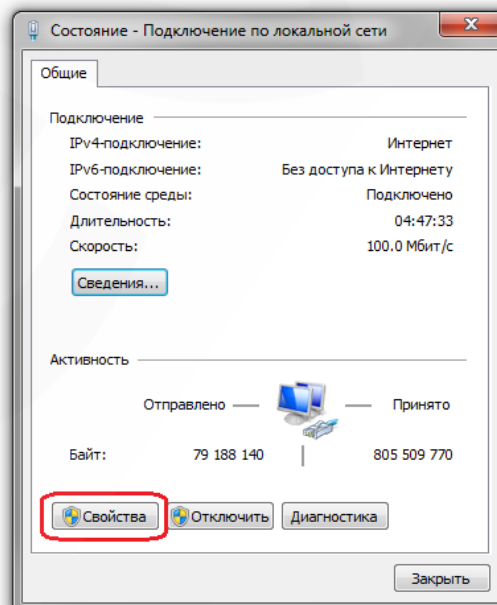 Состояние - Подключение по локальной сети
Общие
Подключение
IPv4-подключение: Интернет
IPv6-подключение: Без доступа к Интернету
Состояние среды: Подключено
Длительность: 04:47:33
Скорость: 100.0 Мбит/с
Сведения...
Активность
Отправлено — Принято
Байт: 79 188 140 805 509 770
Свойства Отключить Диагностика
Закрыть